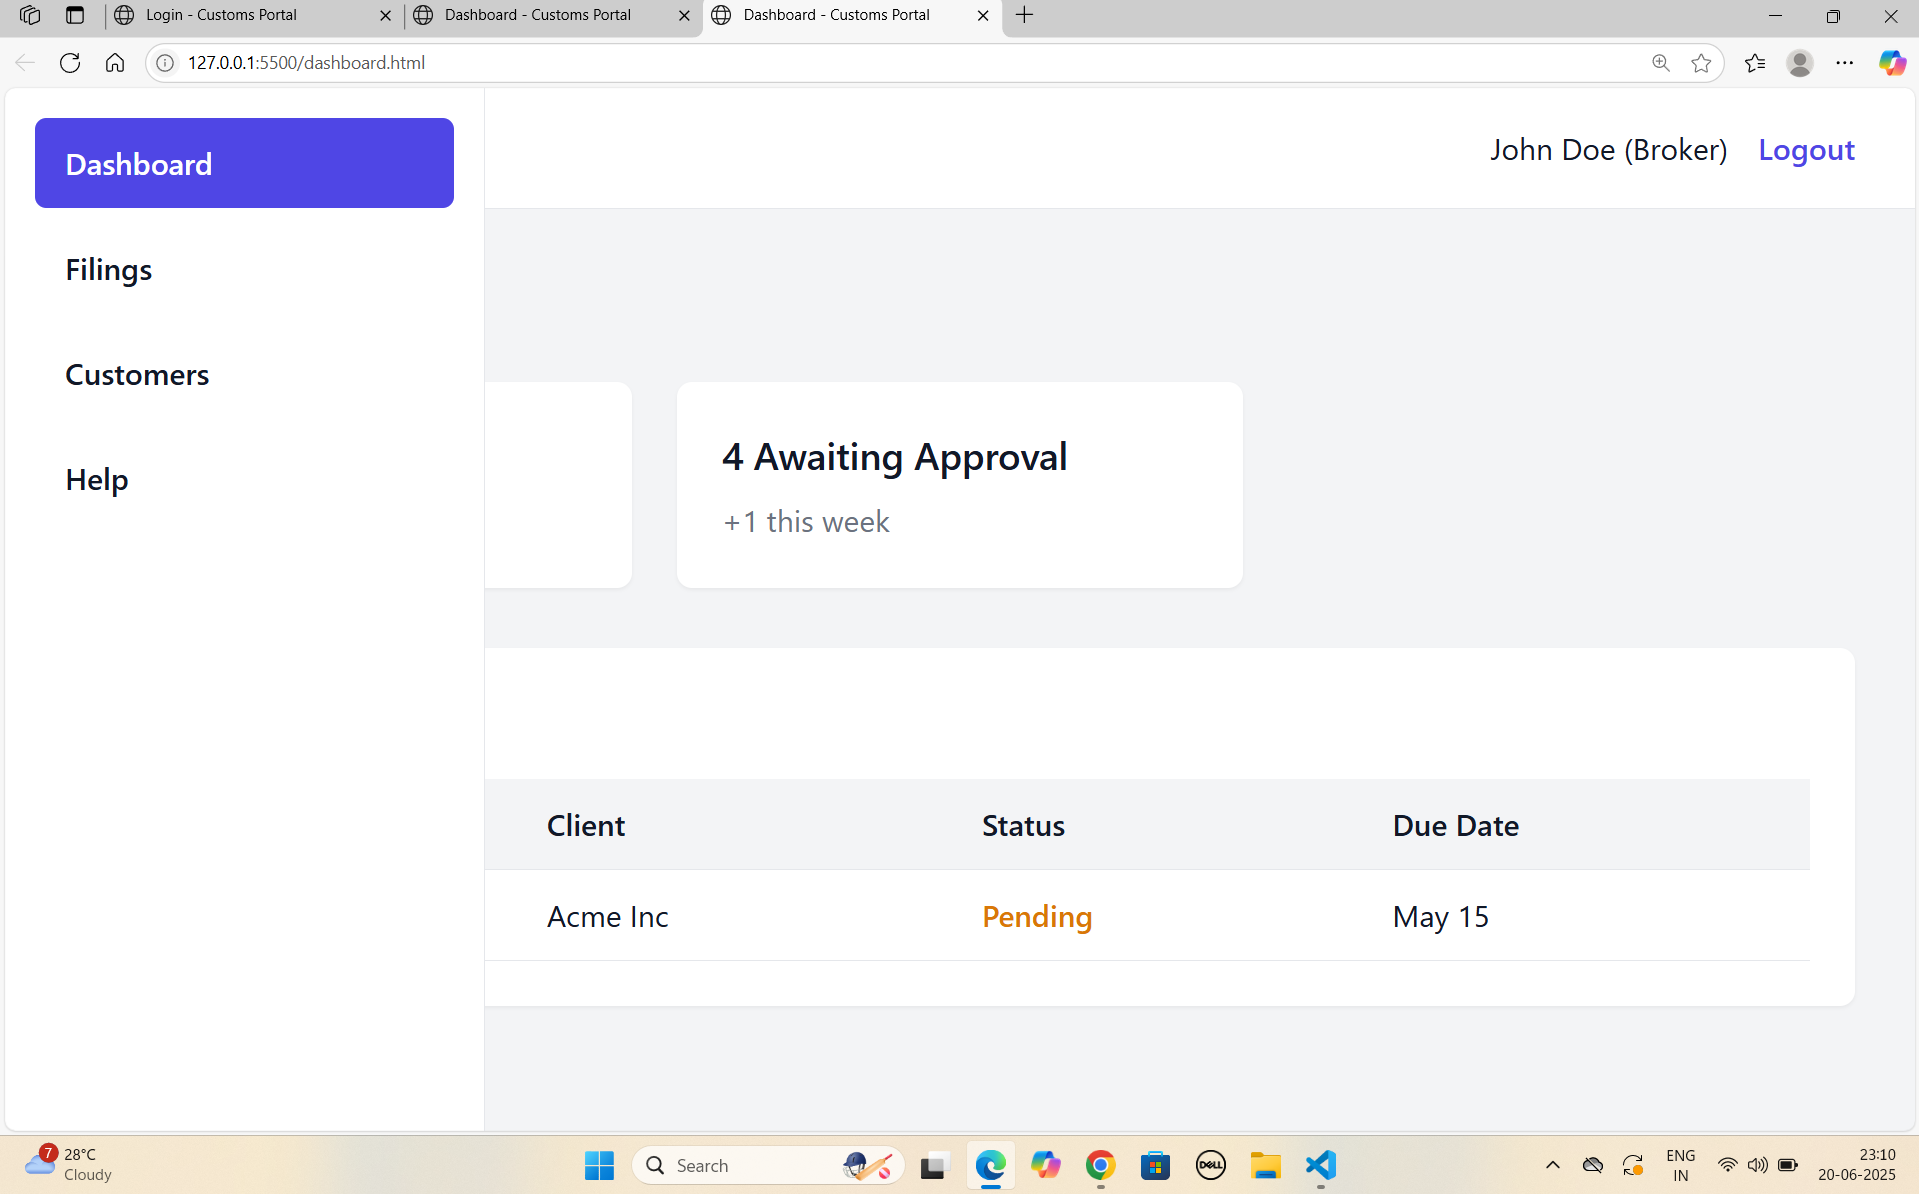 Login - Customs Portal
Dashboard - Customs Portal
Dashboard - Customs Portal
127.0.0.1:5500/dashboard.html
Dashboard
Filings
Customers
Help
John Doe (Broker)
Logout
4 Awaiting Approval
+1 this week
Client
Status
Due Date
Acme Inc
Pending
May 15
7
28°C
Cloudy
Search
DELL
ENG
IN
23:10
20-06-2025